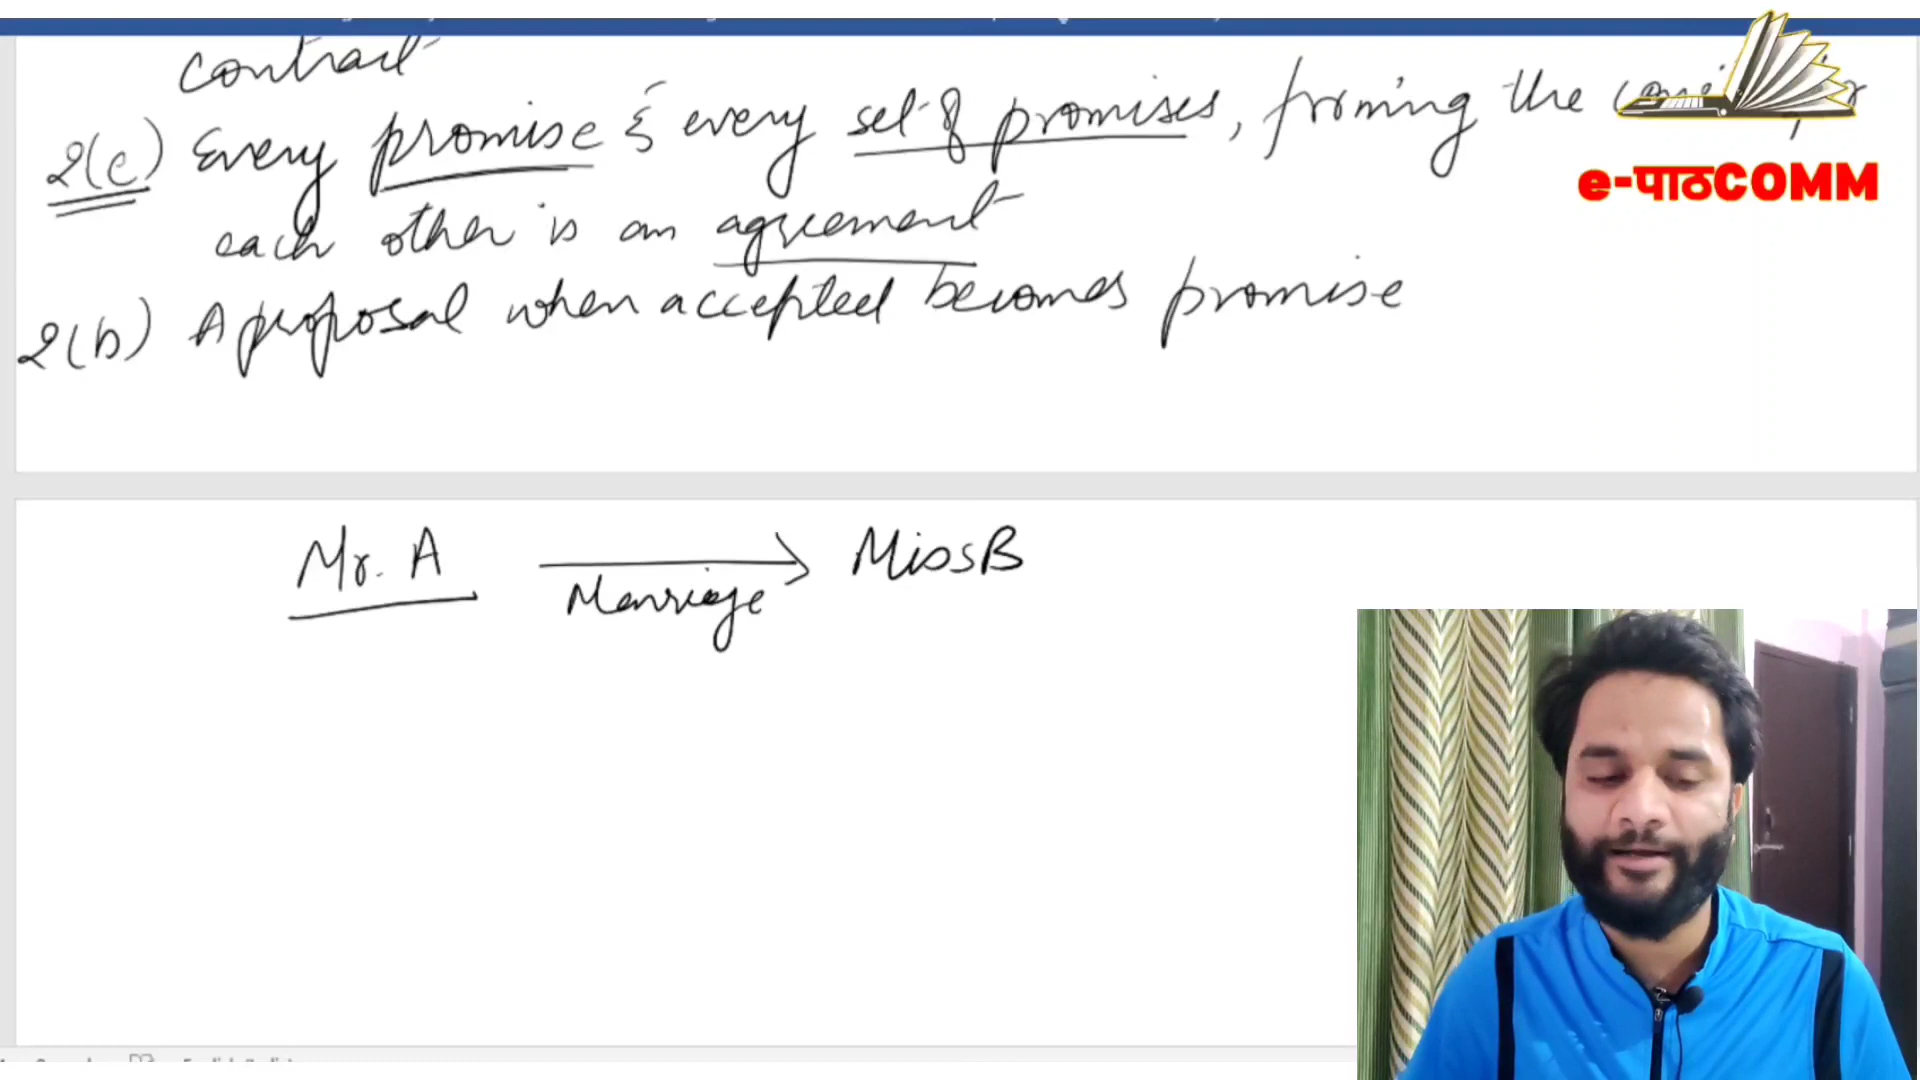 contract
2(e) Every promise & every set of promises, froming the
each other is an agreement
2(b) A proposal when accepted becomes promise
e-पाठCOMM
Mr. A Marriage Miss B